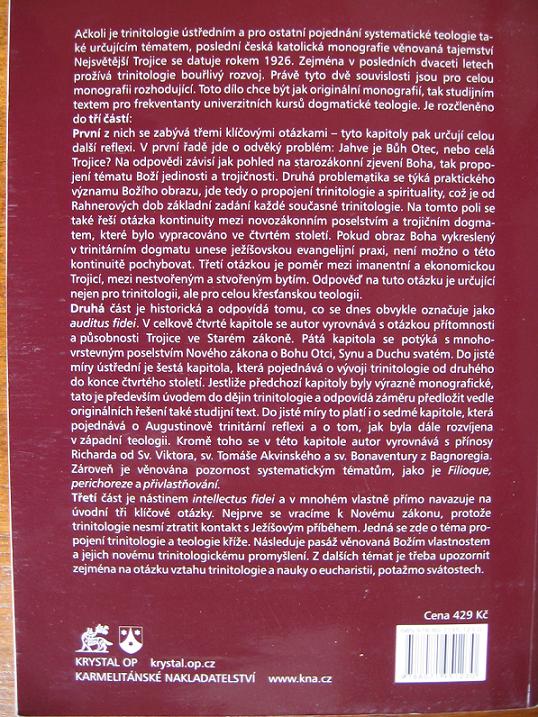 Ačkoli je trinitologie ústředním a pro ostatní pojednání systematické teologie ta-
ké určujícím tématem, poslední česká katolická monografie věnovaná tajemství
Nejsvětější Trojice se datuje rokem 1926. Zejména v posledních dvaceti letech
prožívá trinitologie bouřlivý rozvoj. Právě tyto dvě souvislosti jsou pro celou
monografii rozhodující. Toto dílo chce být jak originální monografií, tak studijním
textem pro frekventanty univerzitních kursů dogmatické teologie. Je rozčleněno
do tří částí:
První z nich se zabývá třemi klíčovými otázkami – tyto kapitoly pak určují celou
další reflexi. V první řadě jde o odvěký problém: Jahve je Bůh Otec, nebo celá
Trojice? Na odpovědi závisí jak pohled na starozákonní zjevení Boha, tak propo-
jení tématu Boží jedinosti a trojičnosti. Druhá problematika se týká praktického
významu Božího obrazu, jde tedy o propojení trinitologie a spirituality, což je od
Rahnerových dob základní zadání každé současné trinitologie. Na tomto poli se
také řeší otázka kontinuity mezi novozákonním poselstvím a trojičním dogma-
tem, které bylo vypracováno ve čtvrtém století. Pokud obraz Boha vykreslený
v trinitárním dogmatu unese ježíšovskou evangelijní praxi, není možno o této
kontinuitě pochybovat. Třetí otázkou je poměr mezi imanentní a ekonomickou
Trojicí, mezi nestvořeným a stvořeným bytím. Odpověď na tuto otázku je určující
nejen pro trinitologii, ale pro celou křesťanskou teologii.
Druhá část je historická a odpovídá tomu, co se dnes obvykle označuje jako
auditus fidei. V celkově čtvrté kapitole se autor vyrovnává s otázkou přítomnosti
a působnosti Trojice ve Starém zákoně. Pátá kapitola se potýká s mnoho-
vrstevným poselstvím Nového zákona o Bohu Otci, Synu a Duchu svatém. Do jisté
míry ústřední je šestá kapitola, která pojednává o vývoji trinitologie od druhého
do konce čtvrtého století. Jestliže předchozí kapitoly byly výrazně monografické,
tato je především úvodem do dějin trinitologie a odpovídá záměru předložit vedle
originálních řešení také studijní text. Do jisté míry to platí i o sedmé kapitole, která
pojednává o Augustinově trinitární reflexi a o tom, jak byla dále rozvíjena
v západní teologii. Kromě toho se v této kapitole autor vyrovnává s přínosy
Richarda od Sv. Viktora, sv. Tomáše Akvinského a sv. Bonaventury z Bagnoregia.
Zároveň je věnována pozornost systematickým tématům, jako je Filioque,
perichoreze a přivlastňování.
Třetí část je nástinem intellectus fidei a v mnohém vlastně přímo navazuje na
úvodní tři klíčové otázky. Nejprve se vracíme k Novému zákonu, protože
trinitologie nesmí ztratit kontakt s Ježíšovým příběhem. Jedná se zde o téma pro-
pojení trinitologie a teologie kříže. Následuje pasáž věnovaná Božím vlastnostem
a jejich novému trinitologickému promyšlení. Z dalších témat je třeba upozornit
zejména na otázku vztahu trinitologie a nauky o eucharistii, potažmo svátostech.
Cena 429 Kč
KRYSTAL OP krystal.op.cz
KARMELITÁNSKÉ NAKLADATELSTVÍ www.kna.cz